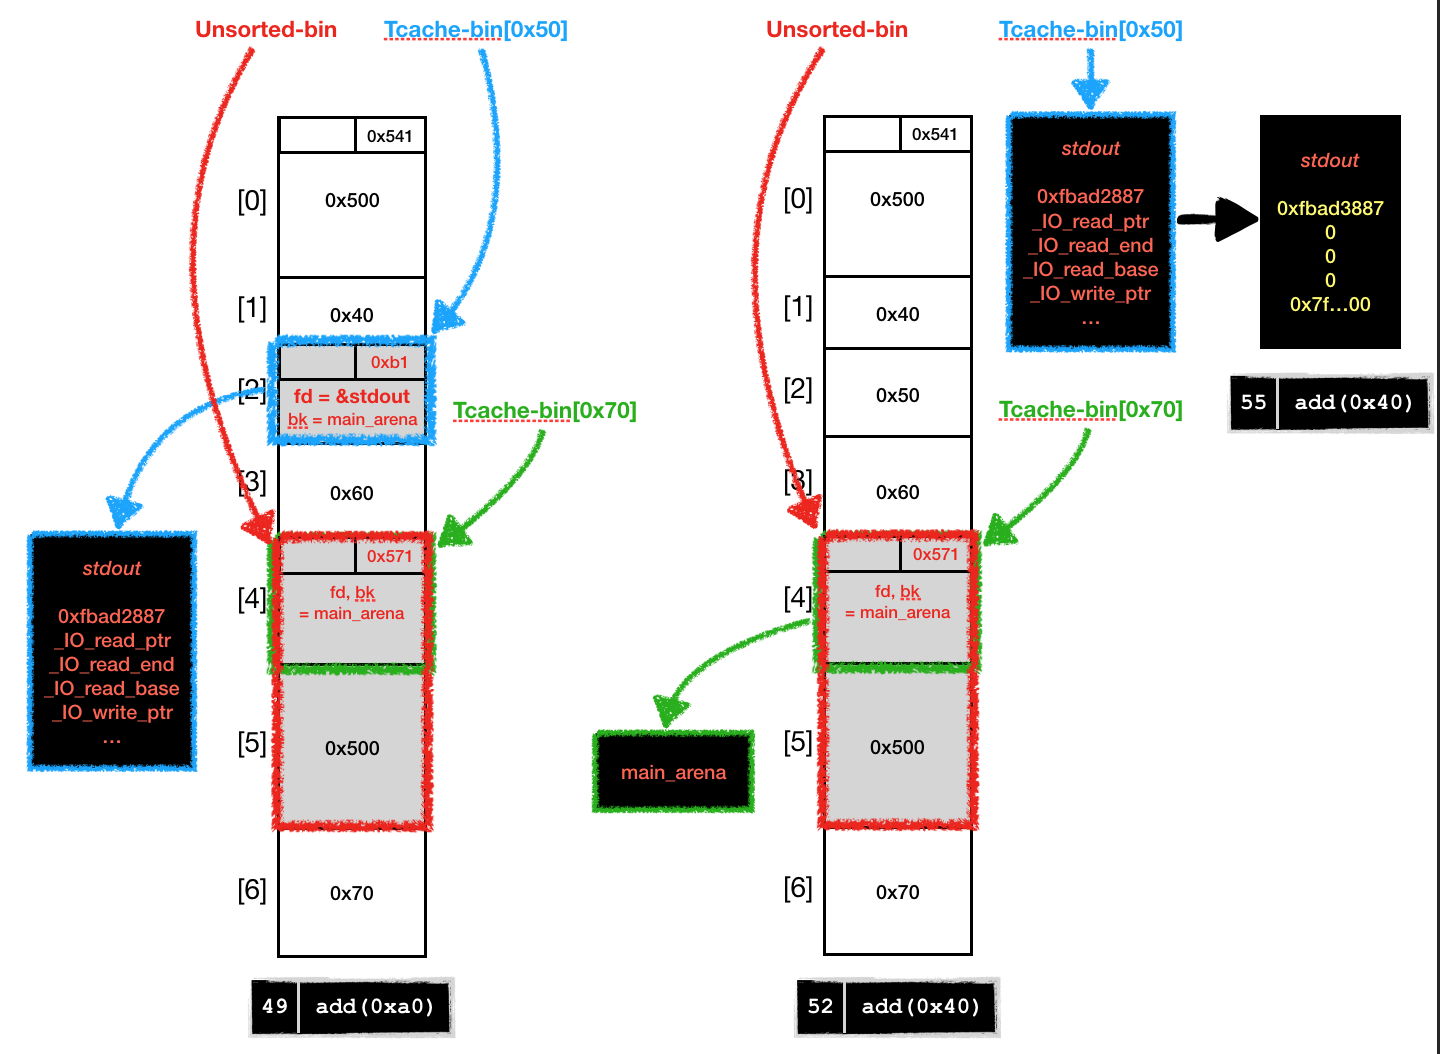 Unsorted-bin
Tcache-bin[0x50]
0x541
[0]
0x500
[1]
0x40
0xb1
[2]
fd = &stdout
bk = main_arena
Tcache-bin[0x70]
[3]
0x60
0x571
[4]
fd, bk
= main_arena
[5]
0x500
[6]
0x70
stdout
0xfbad2887
_IO_read_ptr
_IO_read_end
_IO_read_base
_IO_write_ptr
...
49 add(0xa0)
Unsorted-bin
Tcache-bin[0x50]
0x541
[0]
0x500
[1]
0x40
[2]
0x50
[3]
0x60
Tcache-bin[0x70]
0x571
[4]
fd, bk
= main_arena
main_arena
[5]
0x500
[6]
0x70
52 add(0x40)
stdout
0xfbad2887
_IO_read_ptr
_IO_read_end
_IO_read_base
_IO_write_ptr
...
stdout
0xfbad3887
0
0
0
0x7f...00
55 add(0x40)